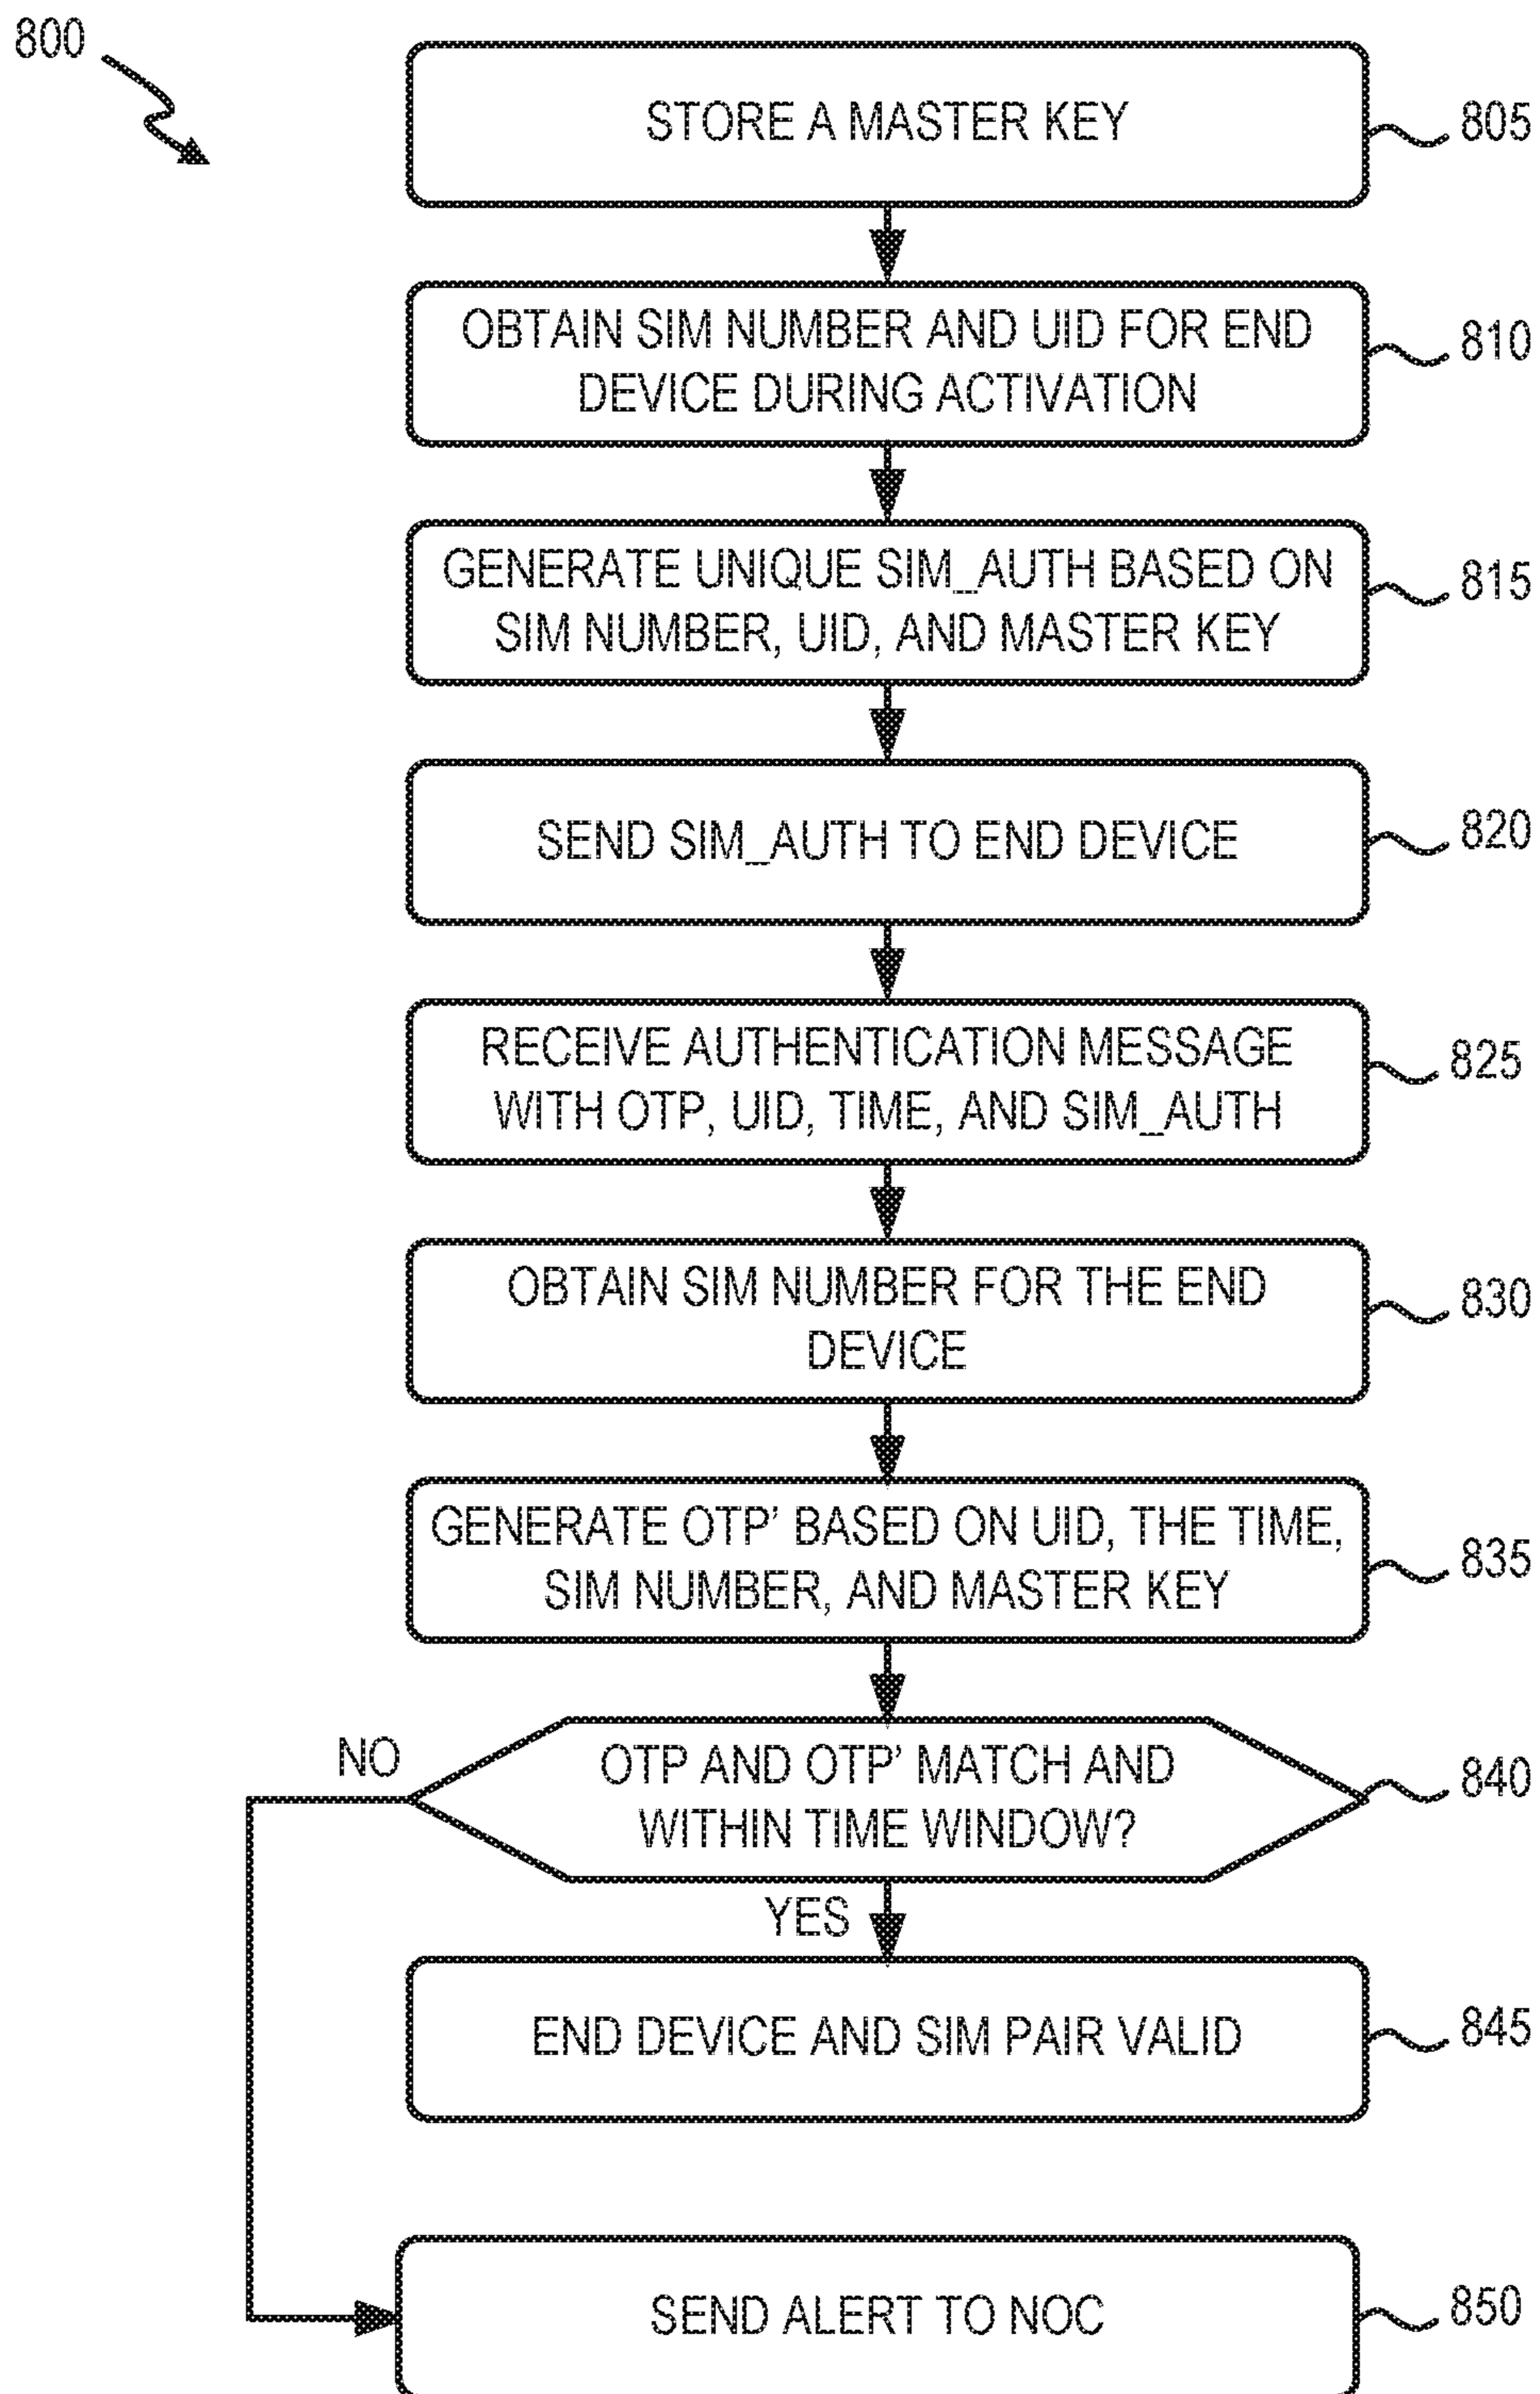 800
STORE A MASTER KEY
805
OBTAIN SIM NUMBER AND UID FOR END
DEVICE DURING ACTIVATION
810
GENERATE UNIQUE SIM_AUTH BASED ON
SIM NUMBER, UID, AND MASTER KEY
815
SEND SIM_AUTH TO END DEVICE
820
RECEIVE AUTHENTICATION MESSAGE
WITH OTP, UID, TIME, AND SIM_AUTH
825
OBTAIN SIM NUMBER FOR THE END
DEVICE
830
GENERATE OTP' BASED ON UID, THE TIME,
SIM NUMBER, AND MASTER KEY
835
NO
OTP AND OTP' MATCH AND
WITHIN TIME WINDOW?
840
YES
END DEVICE AND SIM PAIR VALID
845
SEND ALERT TO NOC
850